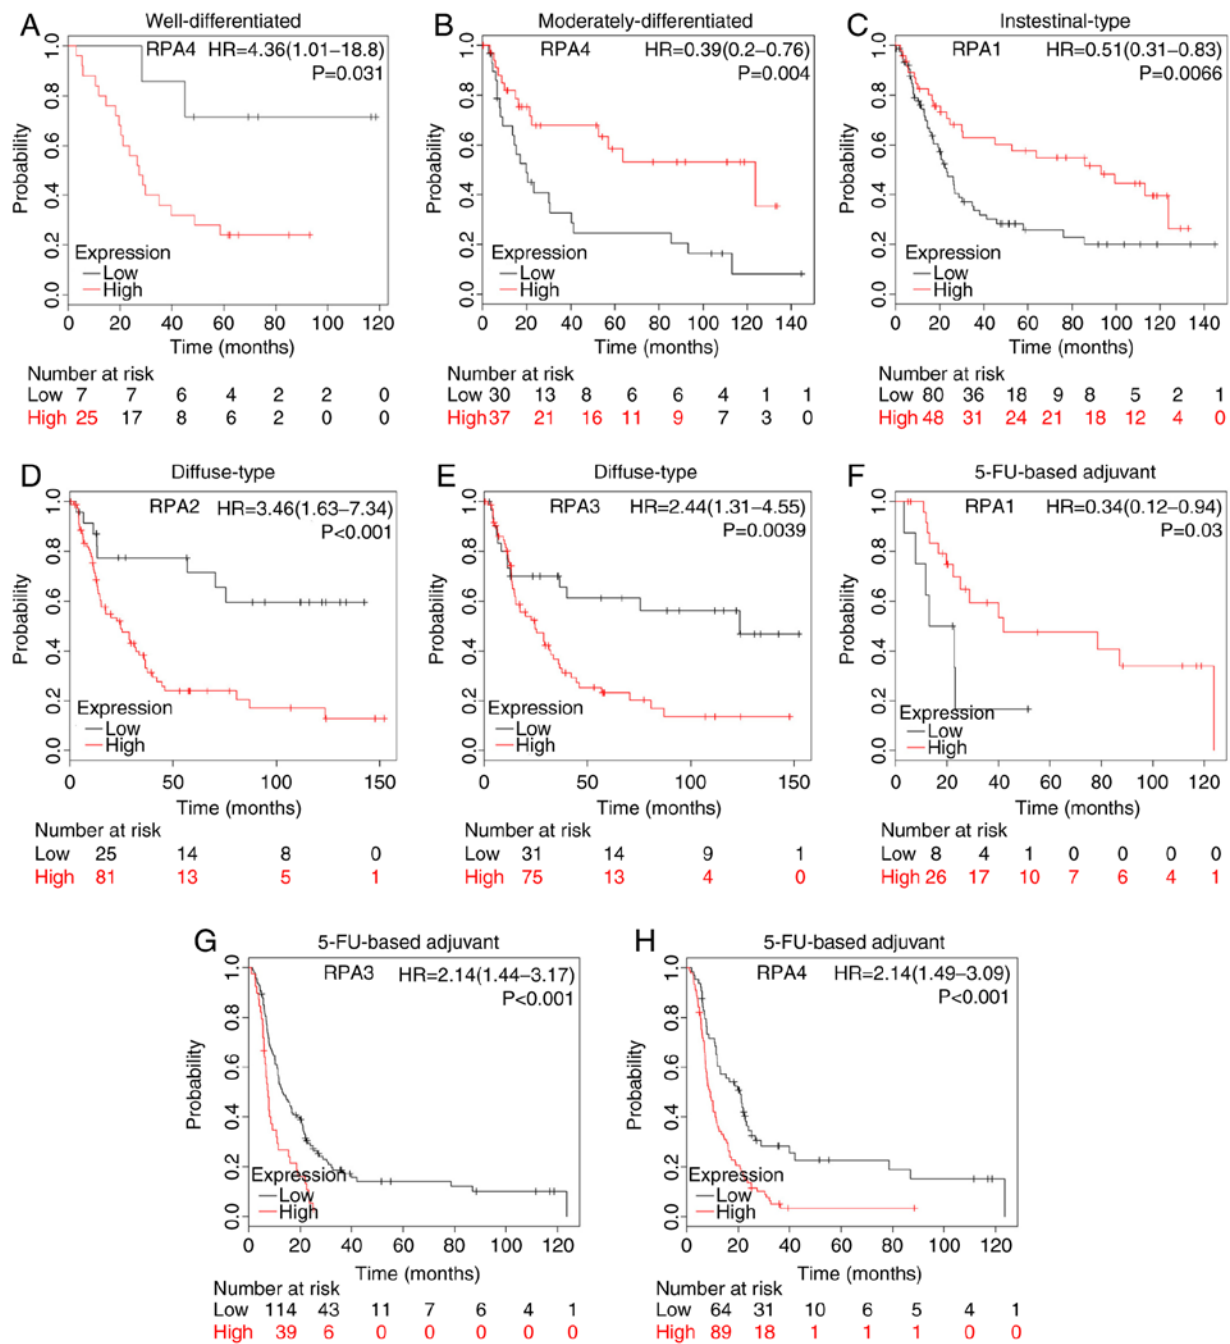 A Well-differentiated
RPA4 HR=4.36(1.01–18.8)
P=0.031
Probability
0.0 0.2 0.4 0.6 0.8 1.0
Expression
Low
High
0 20 40 60 80 100 120
Time (months)
Number at risk
Low 7 7 6 4 2 2 0
High 25 17 8 6 2 0 0
B Moderately-differentiated
RPA4 HR=0.39(0.2–0.76)
P=0.004
Probability
0.0 0.2 0.4 0.6 0.8 1.0
Expression
Low
High
0 20 40 60 80 100 120 140
Time (months)
Number at risk
Low 30 13 8 6 6 4 1 1
High 37 21 16 11 9 7 3 0
C Instestinal-type
RPA1 HR=0.51(0.31–0.83)
P=0.0066
Probability
0.0 0.2 0.4 0.6 0.8 1.0
Expression
Low
High
0 20 40 60 80 100 120 140
Time (months)
Number at risk
Low 80 36 18 9 8 5 2 1
High 48 31 24 21 18 12 4 0
D Diffuse-type
RPA2 HR=3.46(1.63–7.34)
P<0.001
Probability
0.0 0.2 0.4 0.6 0.8 1.0
Expression
Low
High
0 50 100 150
Time (months)
Number at risk
Low 25 14 8 0
High 81 13 5 1
E Diffuse-type
RPA3 HR=2.44(1.31–4.55)
P=0.0039
Probability
0.0 0.2 0.4 0.6 0.8 1.0
Expression
Low
High
0 50 100 150
Time (months)
Number at risk
Low 31 14 9 1
High 75 13 4 0
F 5-FU-based adjuvant
RPA1 HR=0.34(0.12–0.94)
P=0.03
Probability
0.0 0.2 0.4 0.6 0.8 1.0
Expression
Low
High
0 20 40 60 80 100 120
Time (months)
Number at risk
Low 8 4 1 0 0 0 0
High 26 17 10 7 6 4 1
G 5-FU-based adjuvant
RPA3 HR=2.14(1.44–3.17)
P<0.001
Probability
0.0 0.2 0.4 0.6 0.8 1.0
Expression
Low
High
0 20 40 60 80 100 120
Time (months)
Number at risk
Low 114 43 11 7 6 4 1
High 39 6 0 0 0 0 0
H 5-FU-based adjuvant
RPA4 HR=2.14(1.49–3.09)
P<0.001
Probability
0.0 0.2 0.4 0.6 0.8 1.0
Expression
Low
High
0 20 40 60 80 100 120
Time (months)
Number at risk
Low 64 31 10 6 5 4 1
High 89 18 1 1 1 0 0